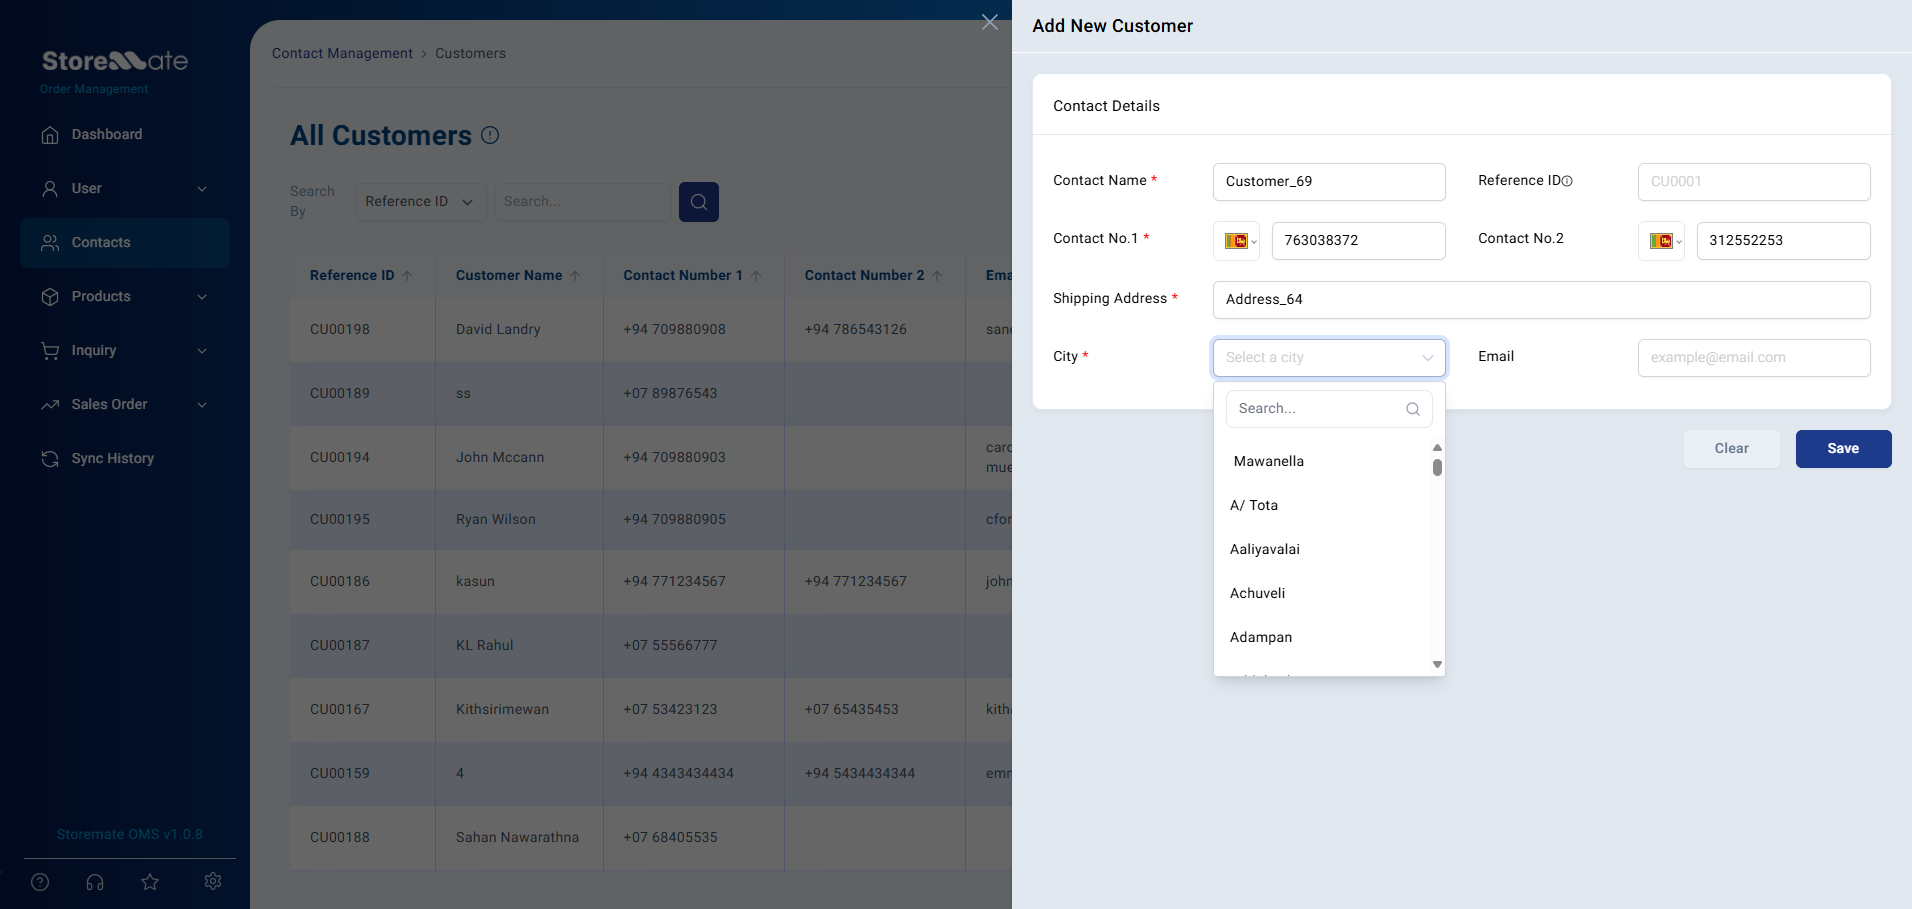 StoreMate
Order Management
Dashboard
User
Contacts
Products
Inquiry
Sales Order
Sync History
Storemate OMS v1.0.8
Contact Management > Customers
All Customers
Search By
Reference ID
Search...
Reference ID Customer Name Contact Number 1 Contact Number 2 Ema
CU00198 David Landry +94 709880908 +94 786543126 sand
CU00189 ss +07 89876543
CU00194 John Mccann +94 709880903 caro
mue
CU00195 Ryan Wilson +94 709880905 cfor
CU00186 kasun +94 771234567 +94 771234567 john
CU00187 KL Rahul +07 55566777
CU00167 Kithsirimewan +07 53423123 +07 65435453 kith
CU00159 4 +94 4343434434 +94 5434434344 emm
CU00188 Sahan Nawarathna +07 68405535
Add New Customer
Contact Details
Contact Name * Customer_69 Reference ID CU0001
Contact No.1 * 763038372 Contact No.2 312552253
Shipping Address * Address_64
City * Select a city Email example@email.com
Search...
Mawanella
A/ Tota
Aaliyavalai
Achuveli
Adampan
Clear Save